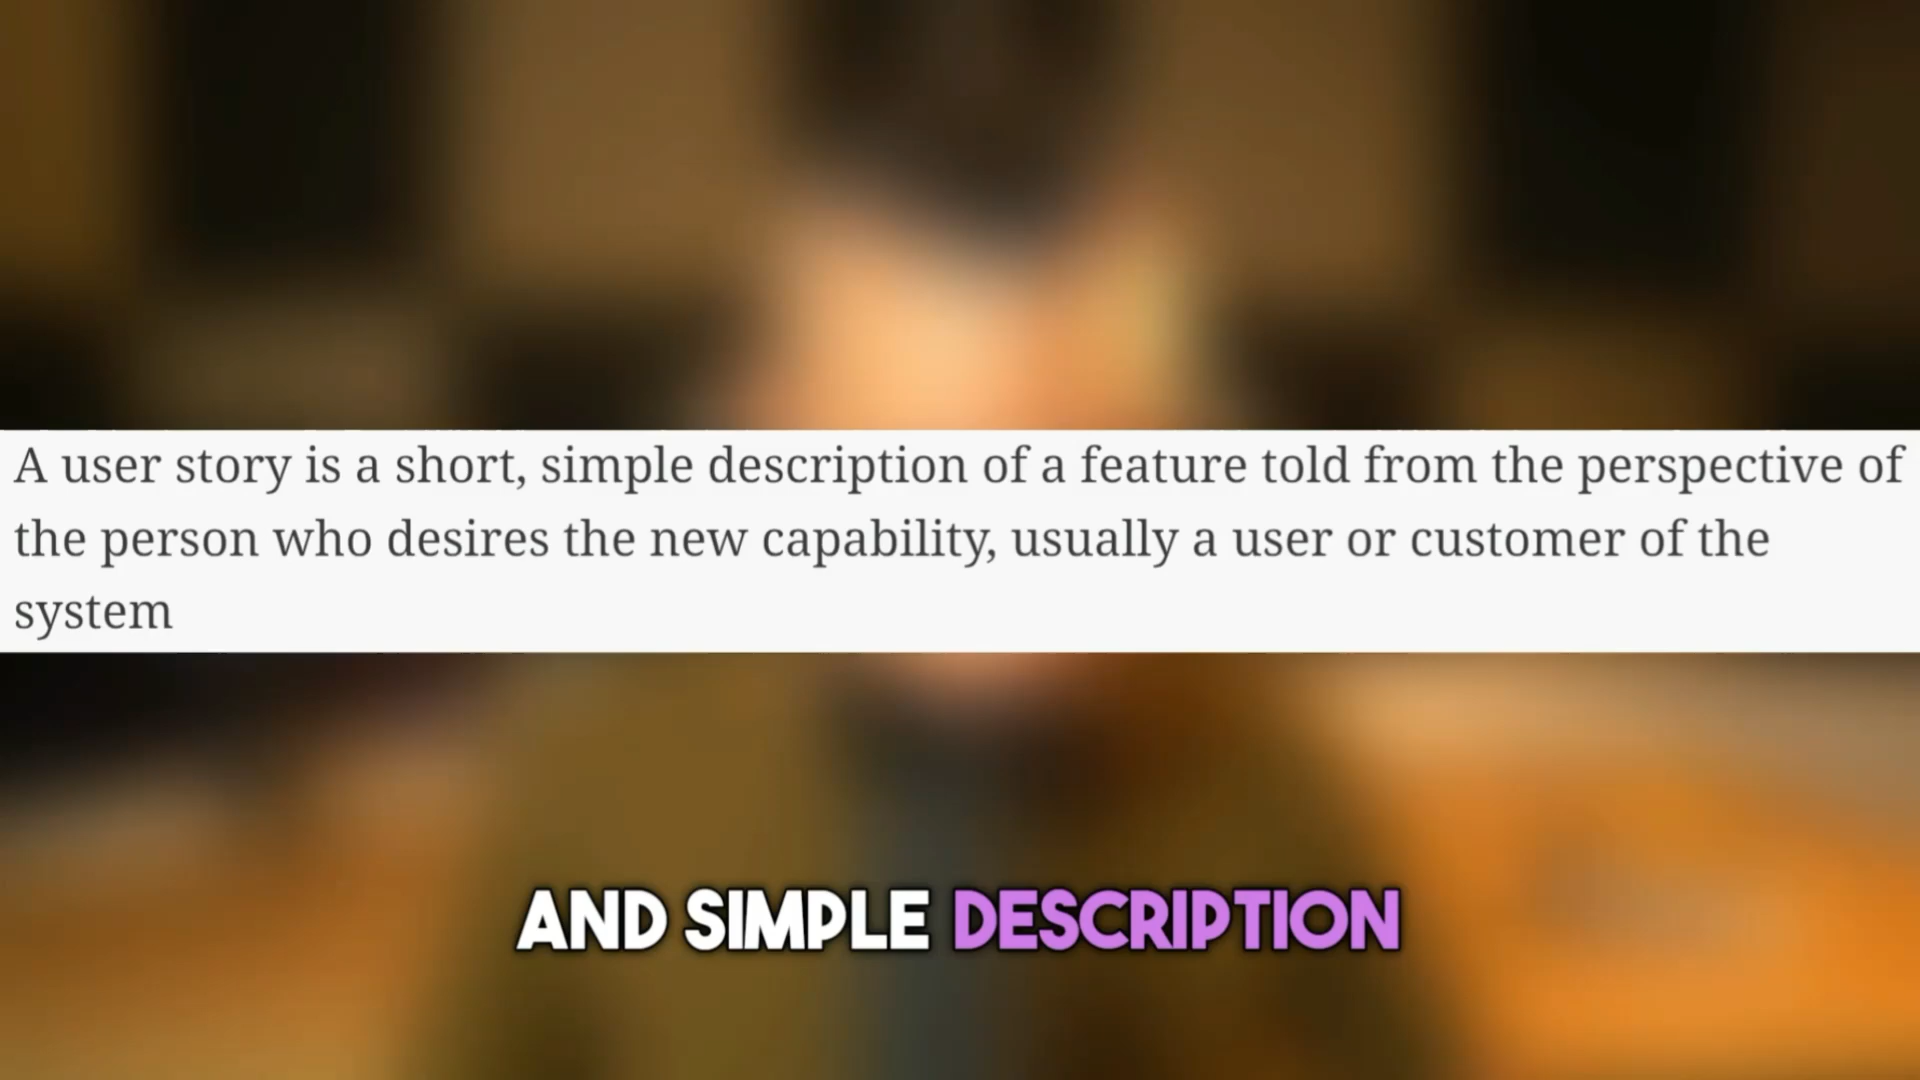 A user story is a short, simple description of a feature told from the perspective of
the person who desires the new capability, usually a user or customer of the
system
AND SIMPLE DESCRIPTION